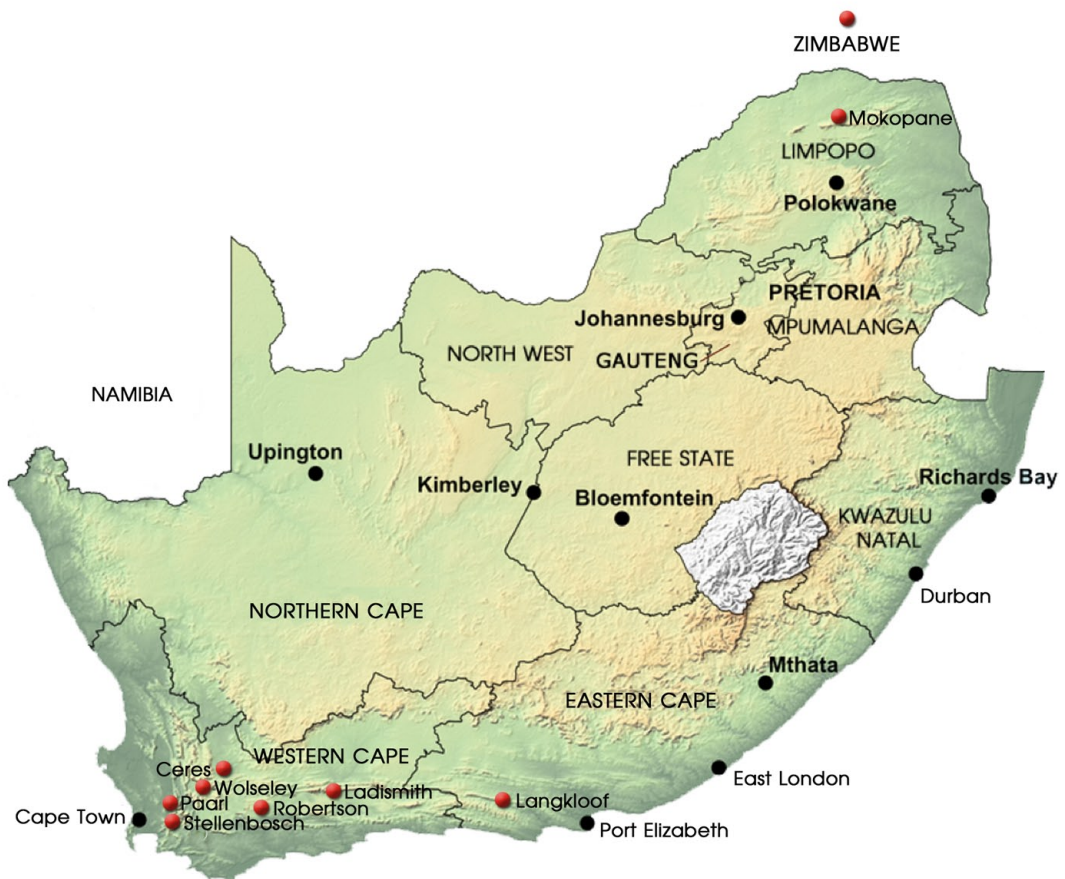 ZIMBABWE
Mokopane
LIMPOPO
Polokwane
PRETORIA
Johannesburg
MPUMALANGA
NORTH WEST
GAUTENG
NAMIBIA
Upington
FREE STATE
Kimberley
Bloemfontein
Richards Bay
KWAZULU
NATAL
Durban
NORTHERN CAPE
Mthata
EASTERN CAPE
WESTERN CAPE
Ceres
East London
Wolseley
Ladismith
Paarl
Robertson
Langkloof
Cape Town
Stellenbosch
Port Elizabeth